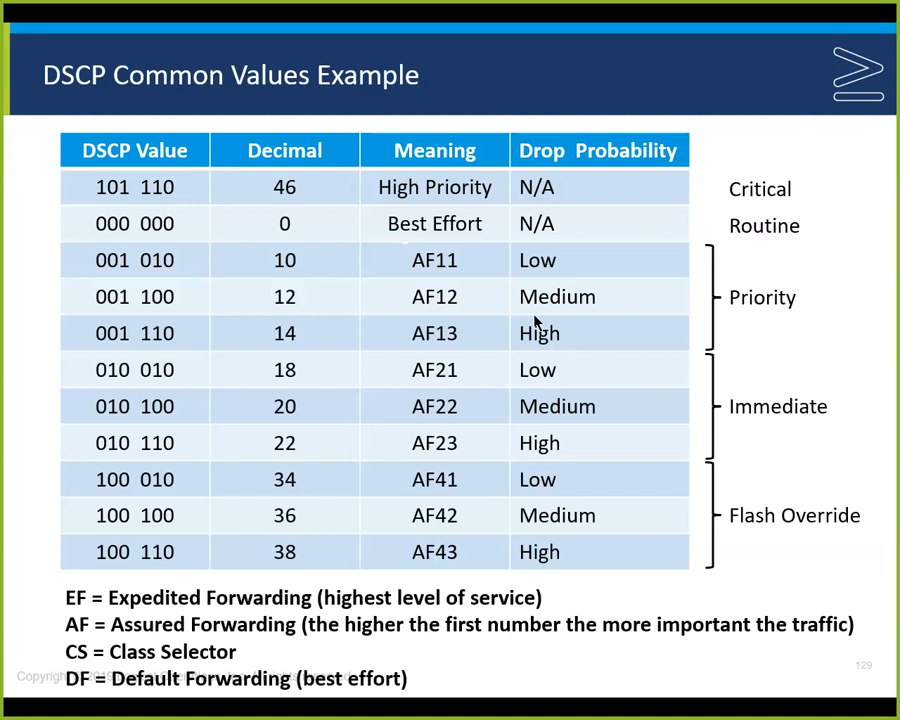 DSCP Common Values Example
DSCP Value Decimal Meaning Drop Probability
101 110 46 High Priority N/A Critical
000 000 0 Best Effort N/A Routine
001 010 10 AF11 Low
001 100 12 AF12 Medium Priority
001 110 14 AF13 High
010 010 18 AF21 Low
010 100 20 AF22 Medium Immediate
010 110 22 AF23 High
100 010 34 AF41 Low
100 100 36 AF42 Medium Flash Override
100 110 38 AF43 High
EF = Expedited Forwarding (highest level of service)
AF = Assured Forwarding (the higher the first number the more important the traffic)
CS = Class Selector
129
DF = Default Forwarding (best effort)